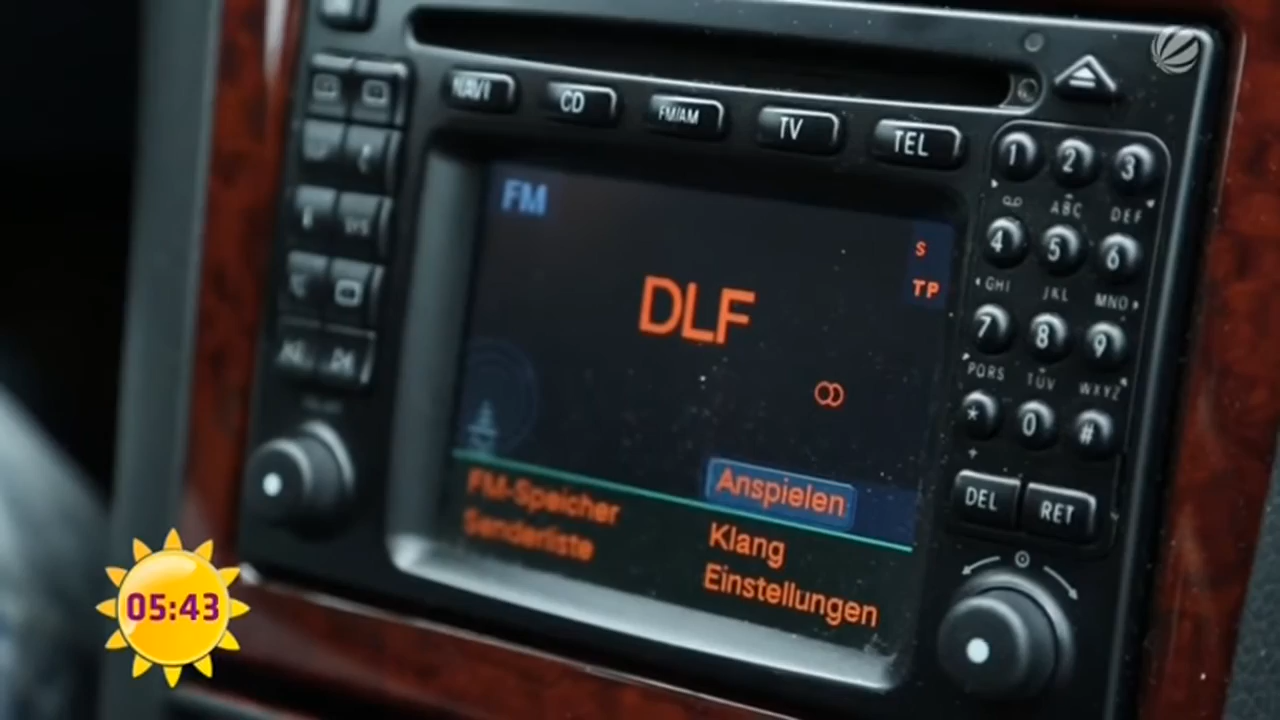 NAVI
CD
FM/AM
TV
TEL
FM
S
TP
DLF
FM-Speicher
Senderliste
Anspielen
Klang
Einstellungen
1 2 3
ABC DEF
4 5 6
GHI JKL MNO
7 8 9
PQRS TUV WXYZ
* 0 #
+
DEL RET
05:43